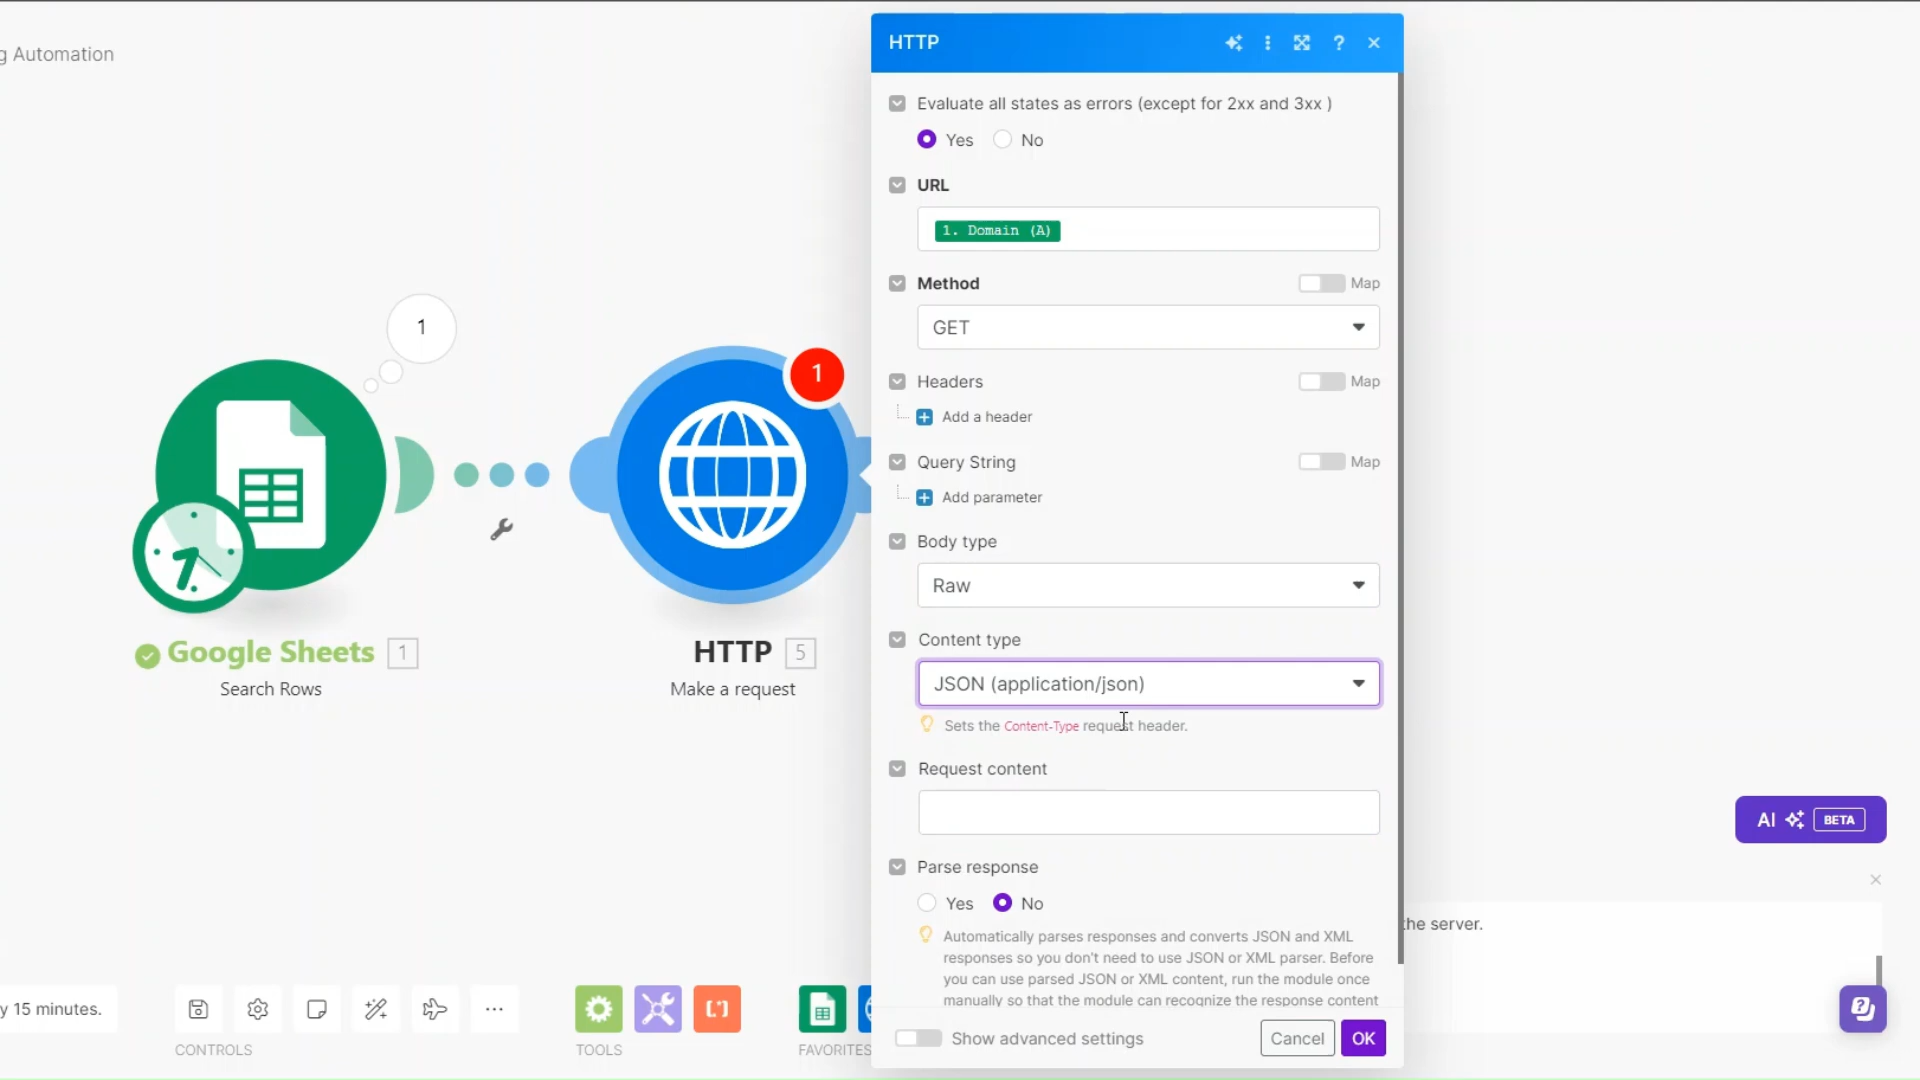 g Automation
HTTP
?
Evaluate all states as errors (except for 2xx and 3xx )
Yes No
URL
1. Domain (A)
Method Map
GET
Headers Map
Add a header
Query String Map
Add parameter
Body type
Raw
Content type
JSON (application/json)
Sets the Content-Type request header.
Request content
Parse response
Yes No
Automatically parses responses and converts JSON and XML
responses so you don't need to use JSON or XML parser. Before
you can use parsed JSON or XML content, run the module once
manually so that the module can recognize the response content
Show advanced settings Cancel OK
1
1
Google Sheets 1
Search Rows
HTTP 5
Make a request
AI BETA
the server.
y 15 minutes.
CONTROLS
TOOLS
FAVORITES